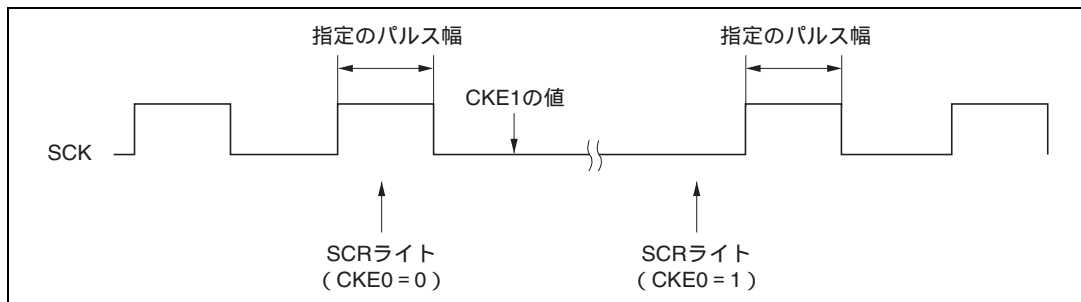 指定のパルス幅
指定のパルス幅
CKE1の値
SCK
SCRライト
(CKE0 = 0)
SCRライト
(CKE0 = 1)